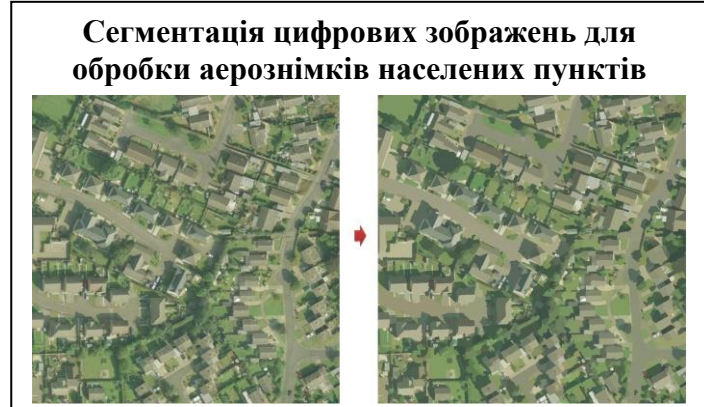 Сегментація цифрових зображень для
обробки аерознімків населених пунктів